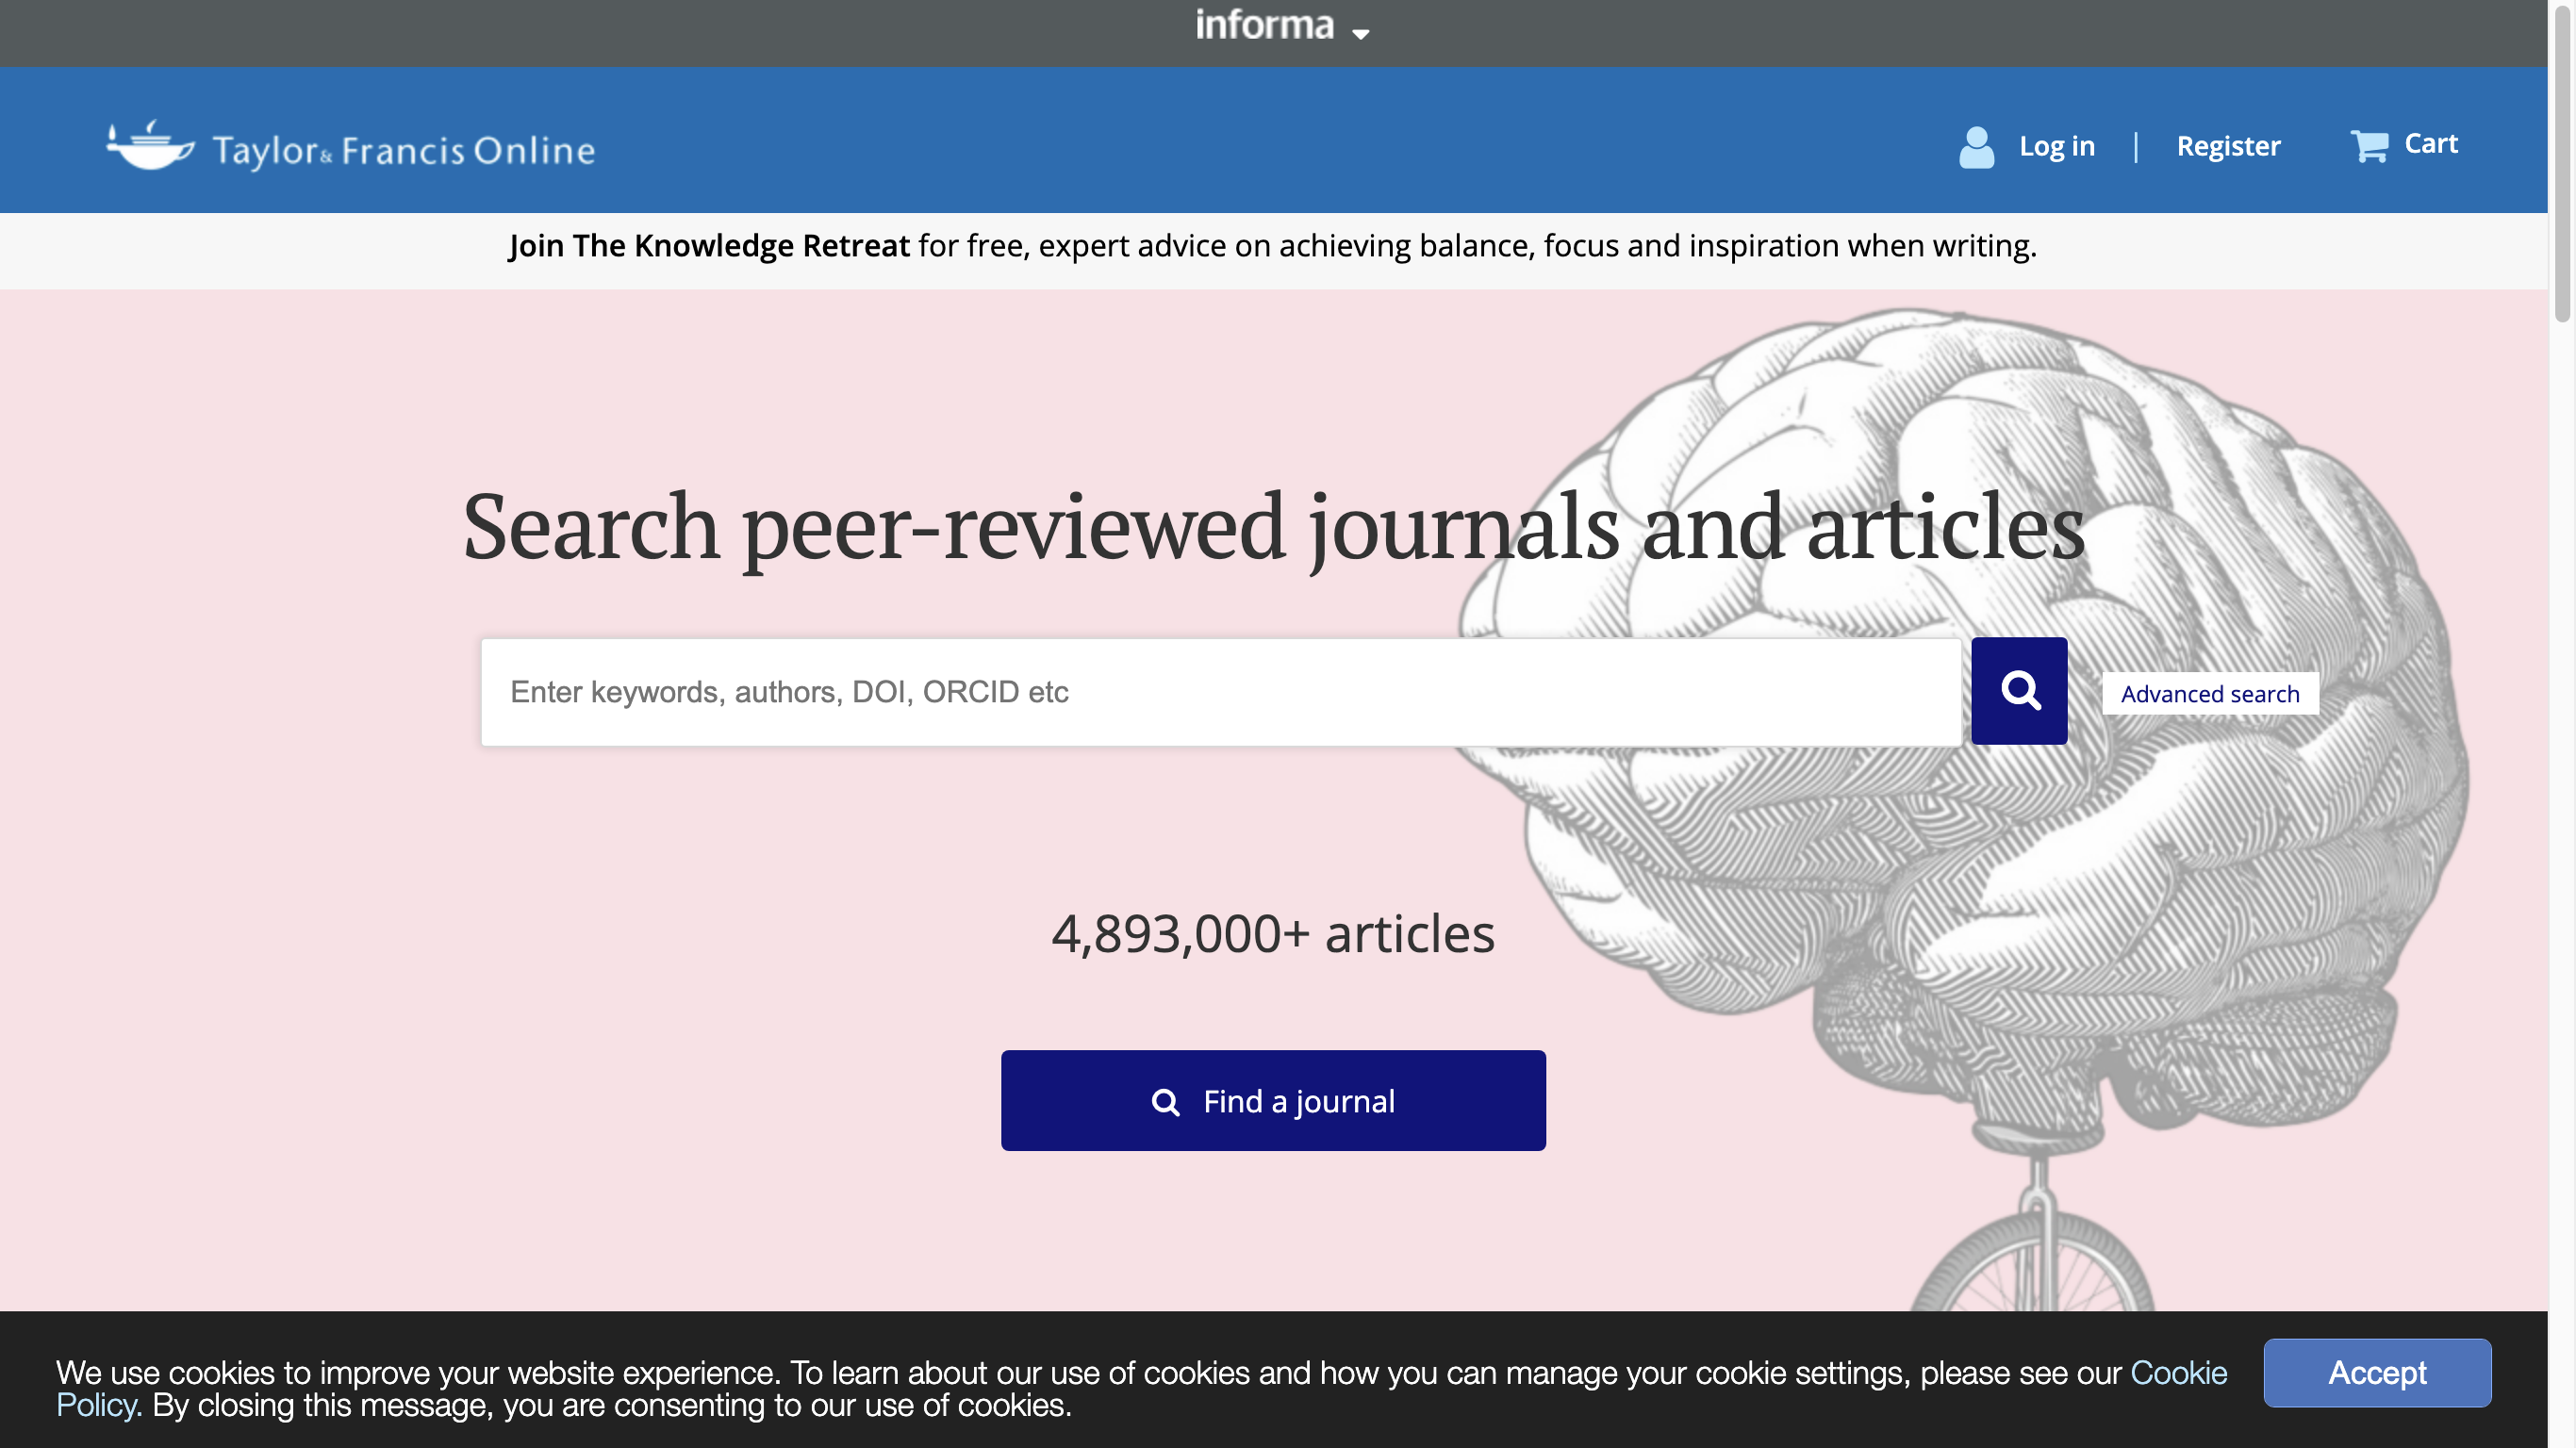 informa
Taylor & Francis Online
Log in | Register
Cart
Join The Knowledge Retreat for free, expert advice on achieving balance, focus and inspiration when writing.
Search peer-reviewed journals and articles
Enter keywords, authors, DOI, ORCID etc
Advanced search
4,893,000+ articles
Find a journal
We use cookies to improve your website experience. To learn about our use of cookies and how you can manage your cookie settings, please see our Cookie
Policy. By closing this message, you are consenting to our use of cookies.
Accept